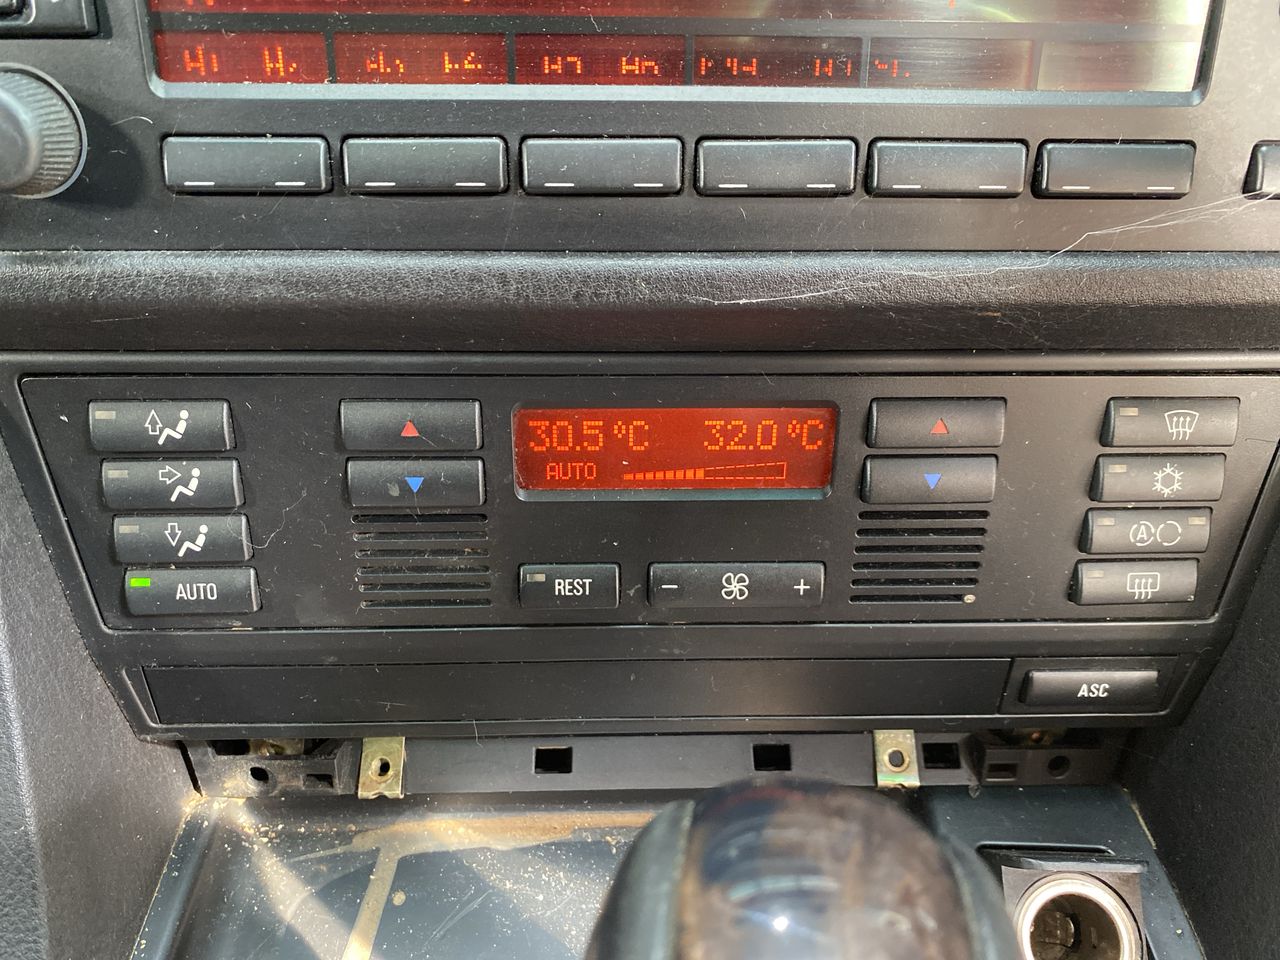 30.5°C 32.0°C
AUTO
A
AUTO
REST
- +
ASC